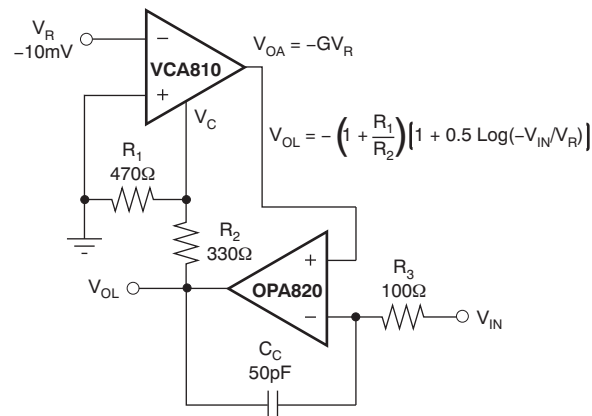 V_R
−10mV
−
VCA810
+
V_C
V_OA = −GV_R
V_OL = − (1 + R_1/R_2) [1 + 0.5 Log(−V_IN/V_R)]
R_1
470Ω
R_2
330Ω
V_OL
+
OPA820
−
R_3
100Ω
V_IN
C_C
50pF